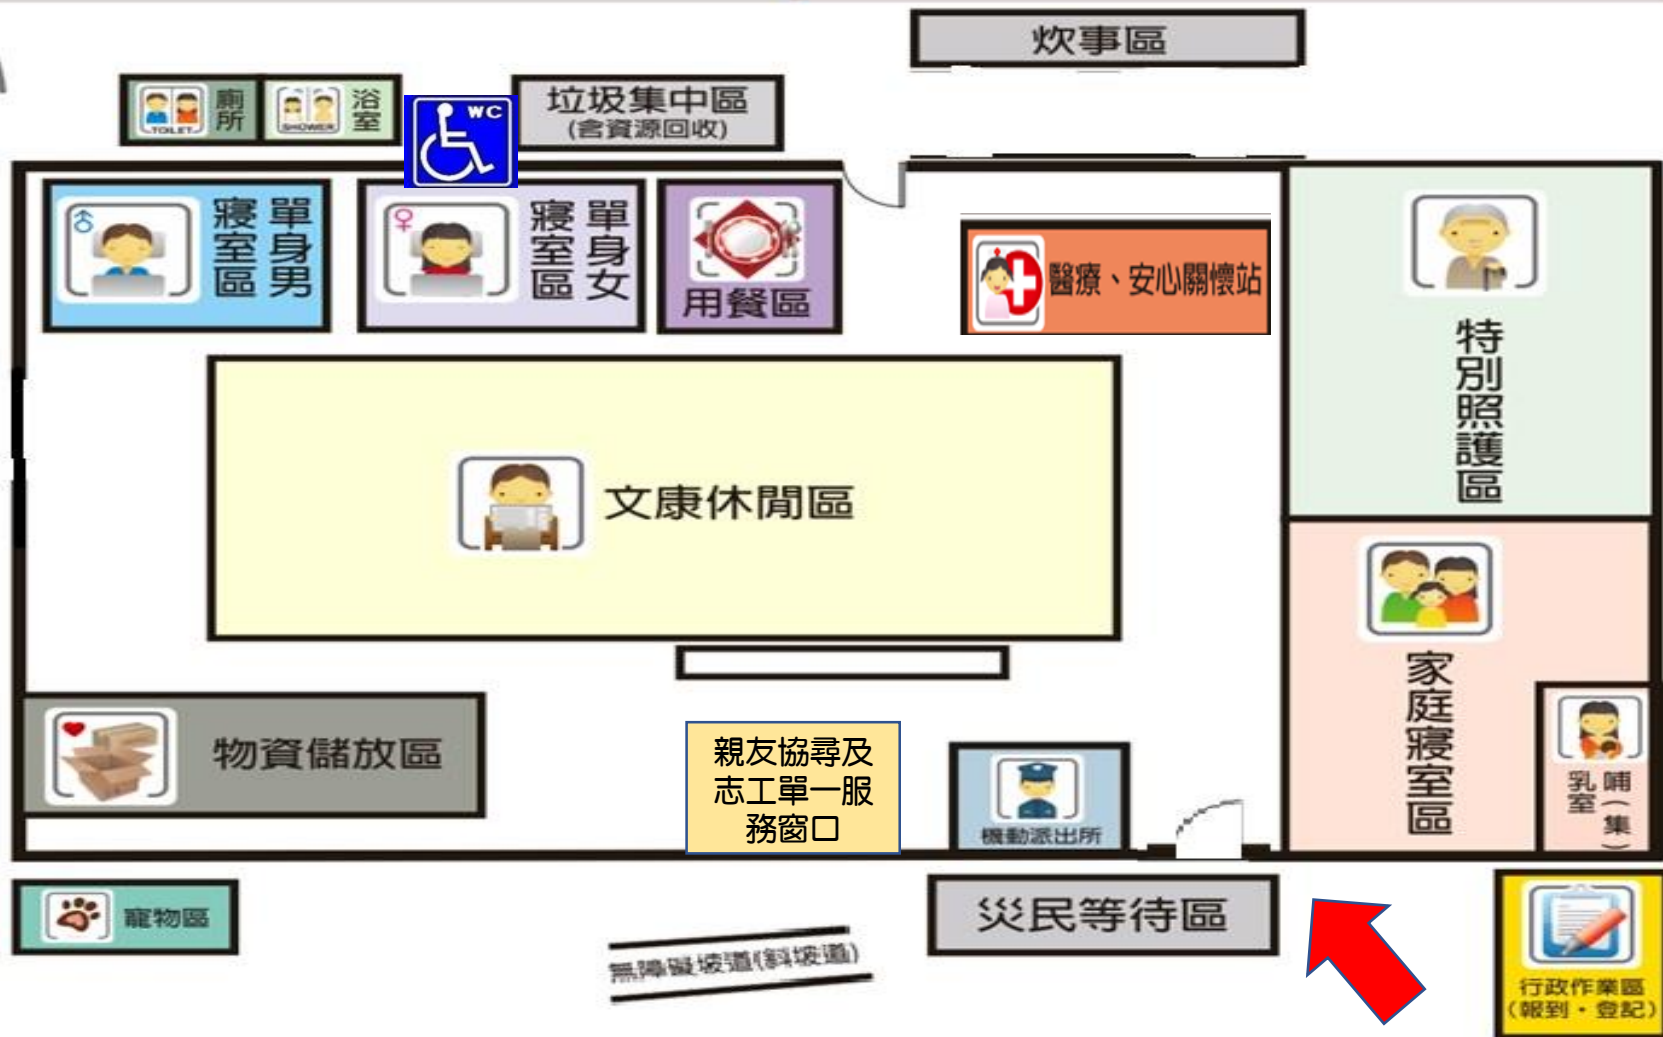 炊事區
廁所
TOILET
浴室
SHOWER
WC
垃圾集中區
(含資源回收)
單身男
寢室區
單身女
寢室區
用餐區
醫療、安心關懷站
特別照護區
文康休閒區
家庭寢室區
哺(集)
乳室
物資儲放區
親友協尋及
志工單一服
務窗口
機動派出所
寵物區
無障礙坡道(斜坡道)
災民等待區
行政作業區
(報到・登記)